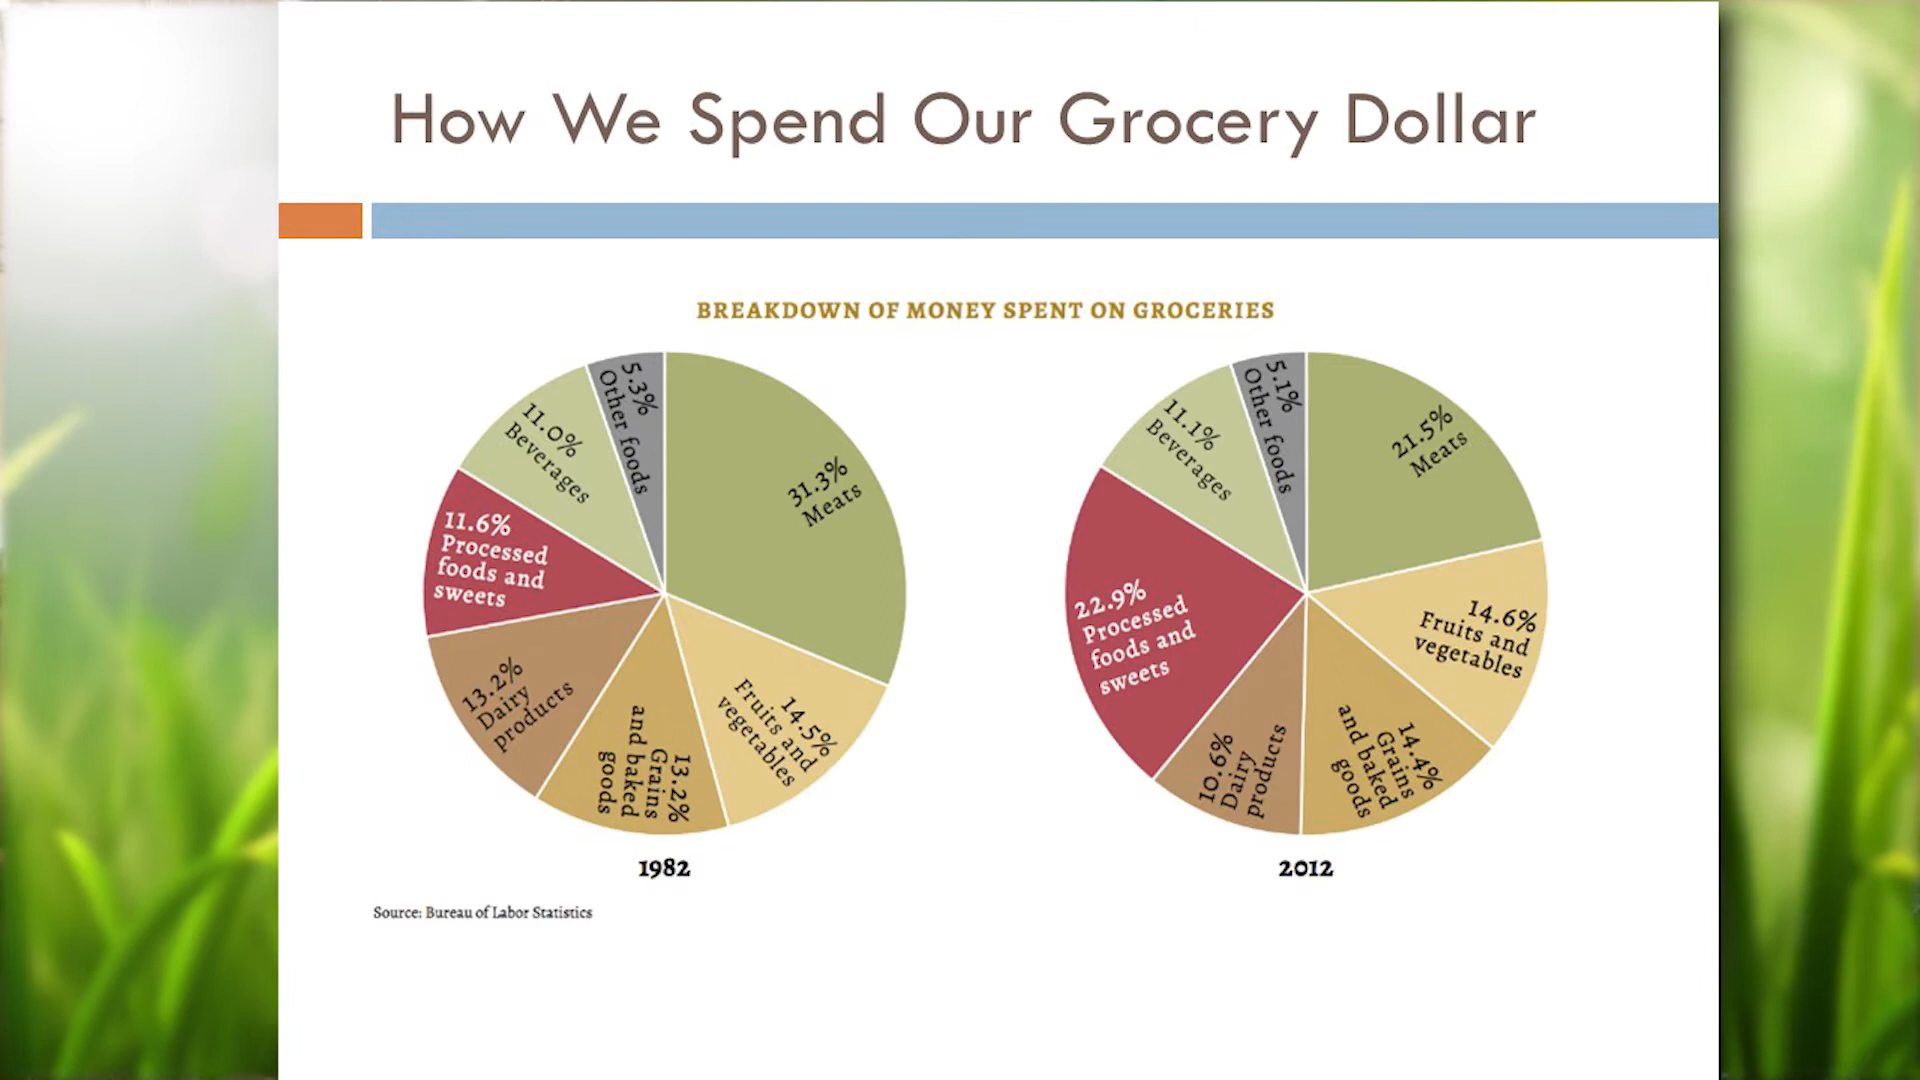 How We Spend Our Grocery Dollar
BREAKDOWN OF MONEY SPENT ON GROCERIES
5.3%
Other foods
11.0%
Beverages
31.3%
Meats
11.6%
Processed
foods and
sweets
13.2%
Dairy
products
13.2%
Grains
and baked
goods
14.5%
Fruits and
vegetables
1982
5.1%
Other foods
11.1%
Beverages
21.5%
Meats
22.9%
Processed
foods and
sweets
14.6%
Fruits and
vegetables
10.6%
Dairy
products
14.4%
Grains
and baked
goods
2012
Source: Bureau of Labor Statistics